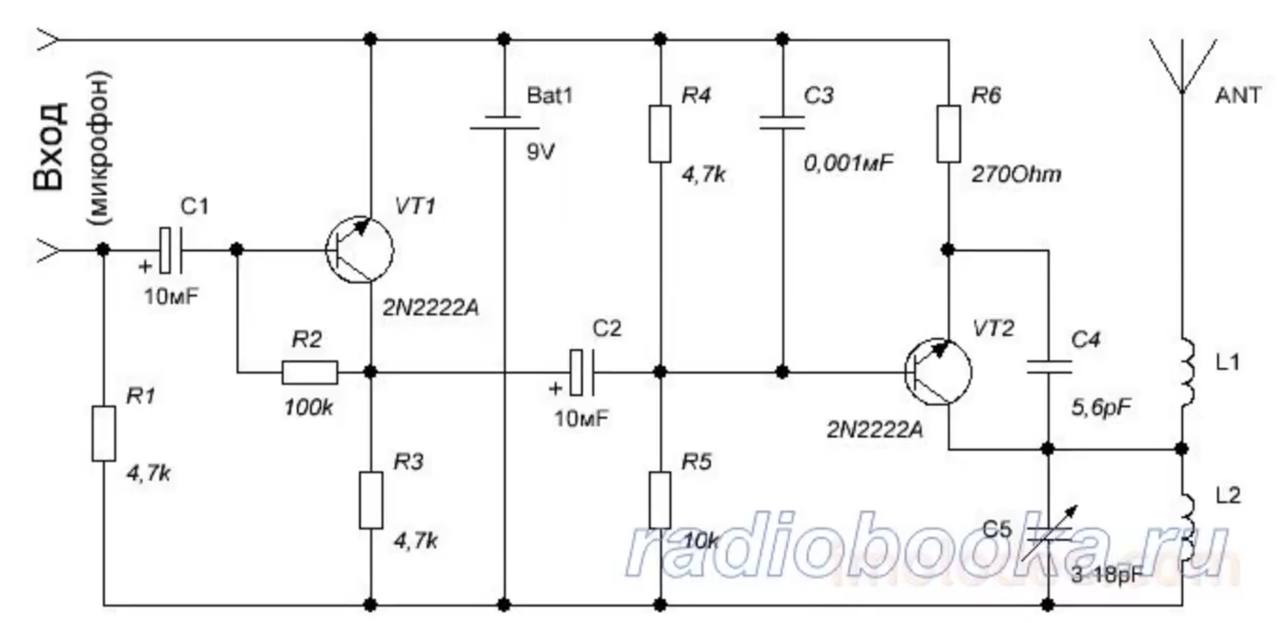 Вход
(микрофон)
C1
+
10мF
R1
4,7k
R2
100k
VT1
2N2222A
R3
4,7k
Bat1
9V
C2
+
10мF
R4
4,7k
R5
10k
C3
0,001мF
R6
270Ohm
VT2
2N2222A
C4
5,6pF
C5
3 18pF
ANT
L1
L2
radiobooka.ru